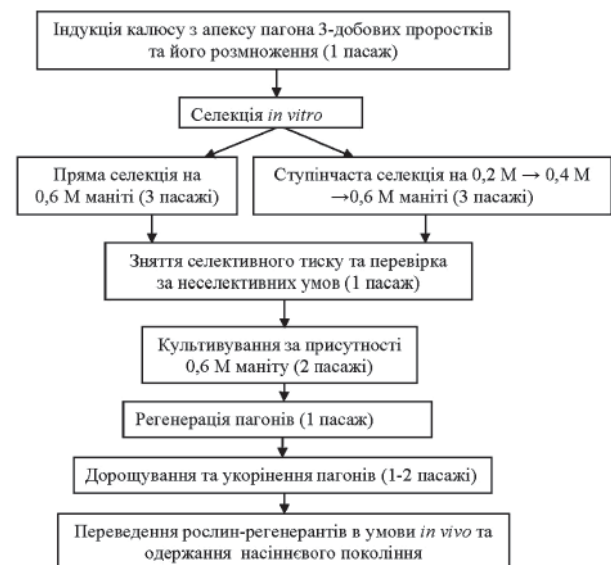 Індукція калюсу з апексу пагона 3-добових проростків
та його розмноження (1 пасаж)
Селекція in vitro
Пряма селекція на
0,6 М маніті (3 пасажі)
Ступінчаста селекція на 0,2 М → 0,4 М
→0,6 М маніті (3 пасажі)
Зняття селективного тиску та перевірка
за неселективних умов (1 пасаж)
Культивування за присутності
0,6 М маніту (2 пасажі)
Регенерація пагонів (1 пасаж)
Дорощування та укорінення пагонів (1-2 пасажі)
Переведення рослин-регенерантів в умови in vivo та
одержання насіннєвого покоління